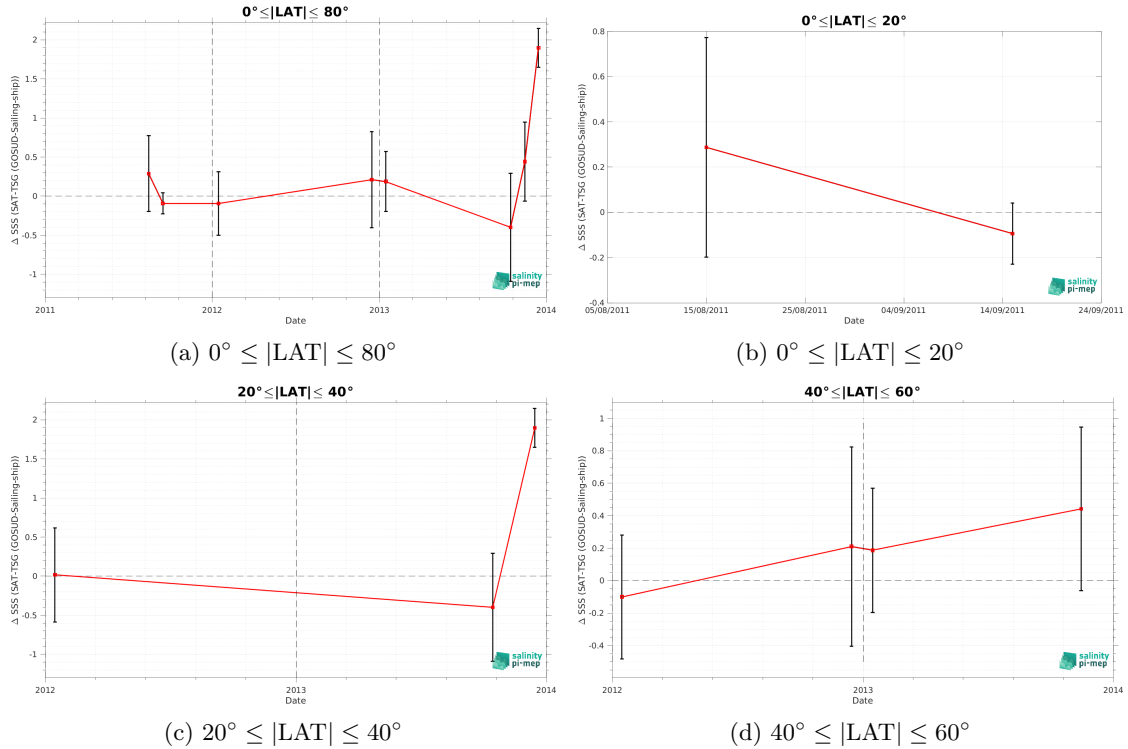 0°≤|LAT|≤ 80°
Δ SSS (SAT-TSG (GOSUD-Sailing-ship))
2
1.5
1
0.5
0
-0.5
-1
2011
2012
2013
2014
Date
salinity
pi-mep
(a) 0° ≤ |LAT| ≤ 80°
0°≤|LAT|≤ 20°
Δ SSS (SAT-TSG (GOSUD-Sailing-ship))
0.8
0.6
0.4
0.2
0
-0.2
-0.4
05/08/2011
15/08/2011
25/08/2011
04/09/2011
14/09/2011
24/09/2011
Date
salinity
pi-mep
(b) 0° ≤ |LAT| ≤ 20°
20°≤|LAT|≤ 40°
Δ SSS (SAT-TSG (GOSUD-Sailing-ship))
2
1.5
1
0.5
0
-0.5
-1
2012
2013
2014
Date
salinity
pi-mep
(c) 20° ≤ |LAT| ≤ 40°
40°≤|LAT|≤ 60°
Δ SSS (SAT-TSG (GOSUD-Sailing-ship))
1
0.8
0.6
0.4
0.2
0
-0.2
-0.4
2012
2013
2014
Date
salinity
pi-mep
(d) 40° ≤ |LAT| ≤ 60°